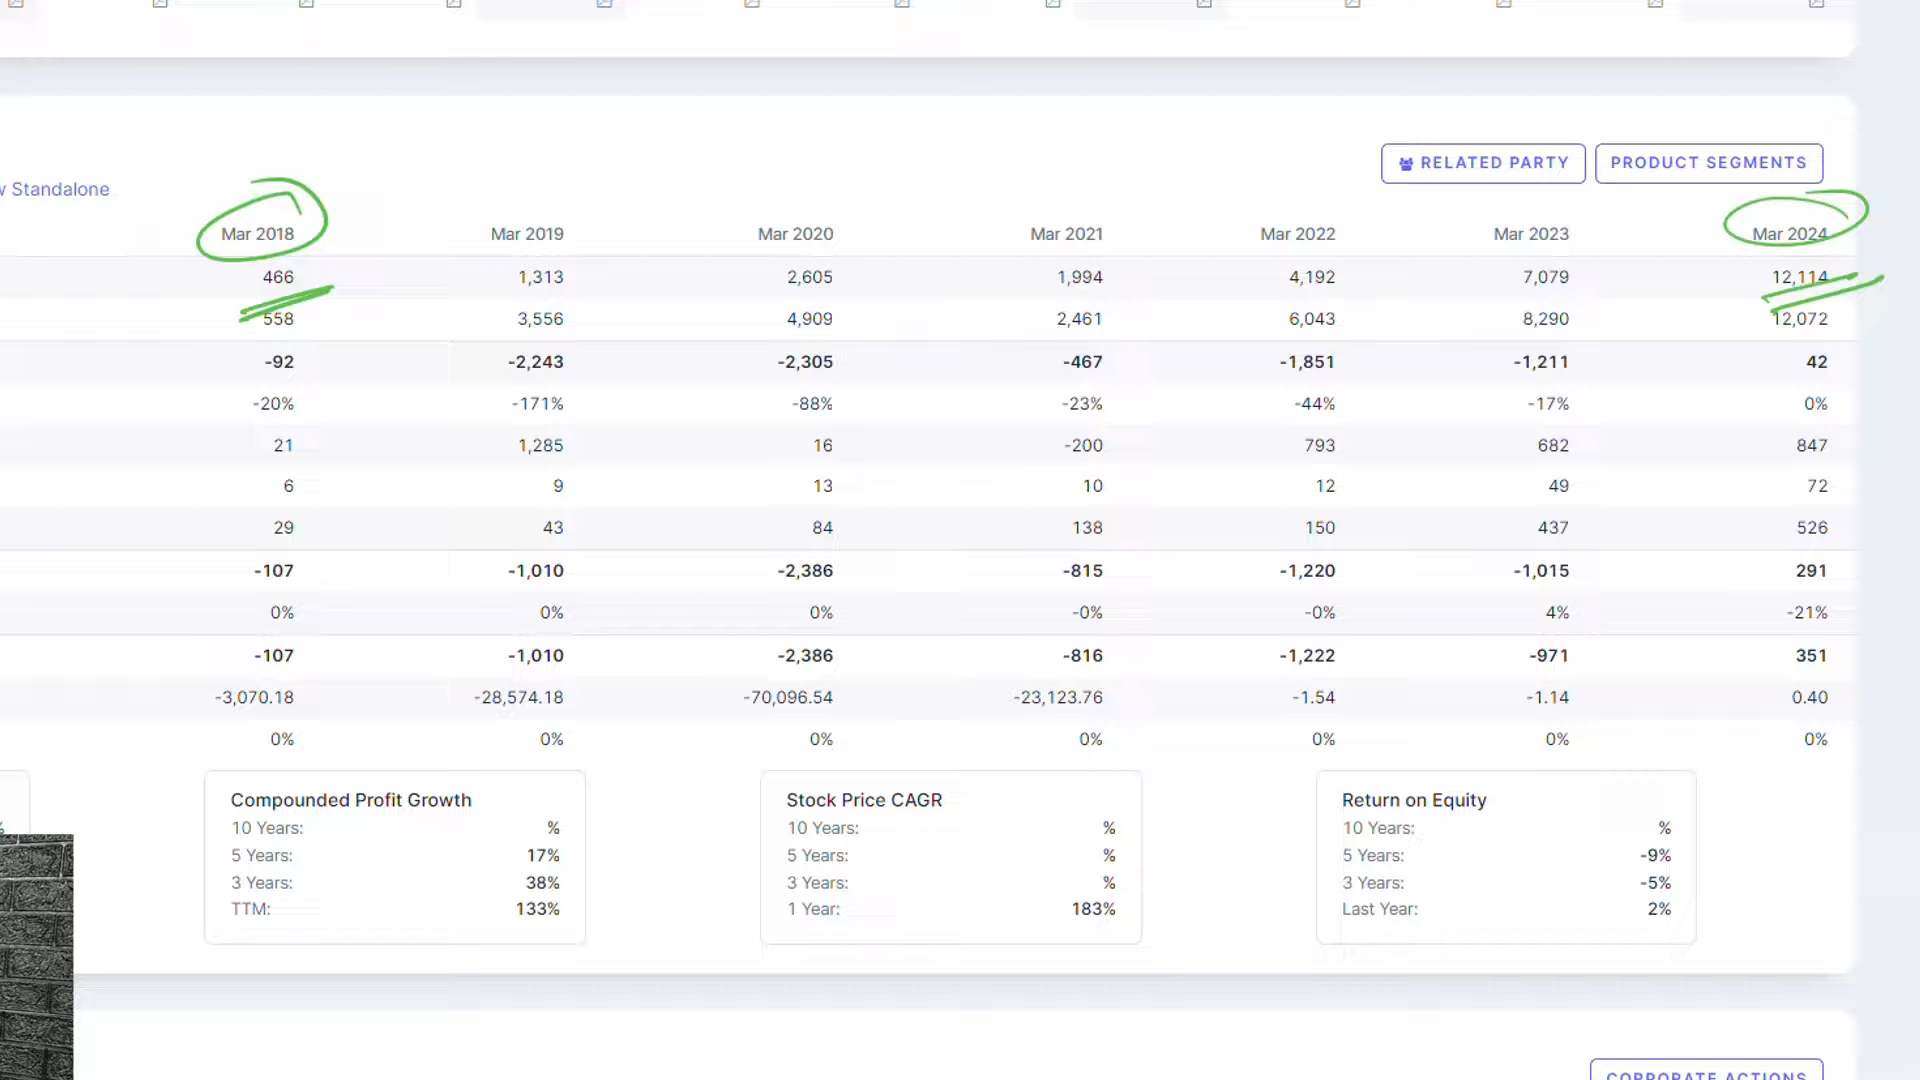 RELATED PARTY PRODUCT SEGMENTS
w Standalone
Mar 2018 Mar 2019 Mar 2020 Mar 2021 Mar 2022 Mar 2023 Mar 2024
466 1,313 2,605 1,994 4,192 7,079 12,114
558 3,556 4,909 2,461 6,043 8,290 12,072
-92 -2,243 -2,305 -467 -1,851 -1,211 42
-20% -171% -88% -23% -44% -17% 0%
21 1,285 16 -200 793 682 847
6 9 13 10 12 49 72
29 43 84 138 150 437 526
-107 -1,010 -2,386 -815 -1,220 -1,015 291
0% 0% 0% -0% -0% 4% -21%
-107 -1,010 -2,386 -816 -1,222 -971 351
-3,070.18 -28,574.18 -70,096.54 -23,123.76 -1.54 -1.14 0.40
0% 0% 0% 0% 0% 0% 0%
Compounded Profit Growth
10 Years: %
5 Years: 17%
3 Years: 38%
TTM: 133%
Stock Price CAGR
10 Years: %
5 Years: %
3 Years: %
1 Year: 183%
Return on Equity
10 Years: %
5 Years: -9%
3 Years: -5%
Last Year: 2%
CORPORATE ACTIONS